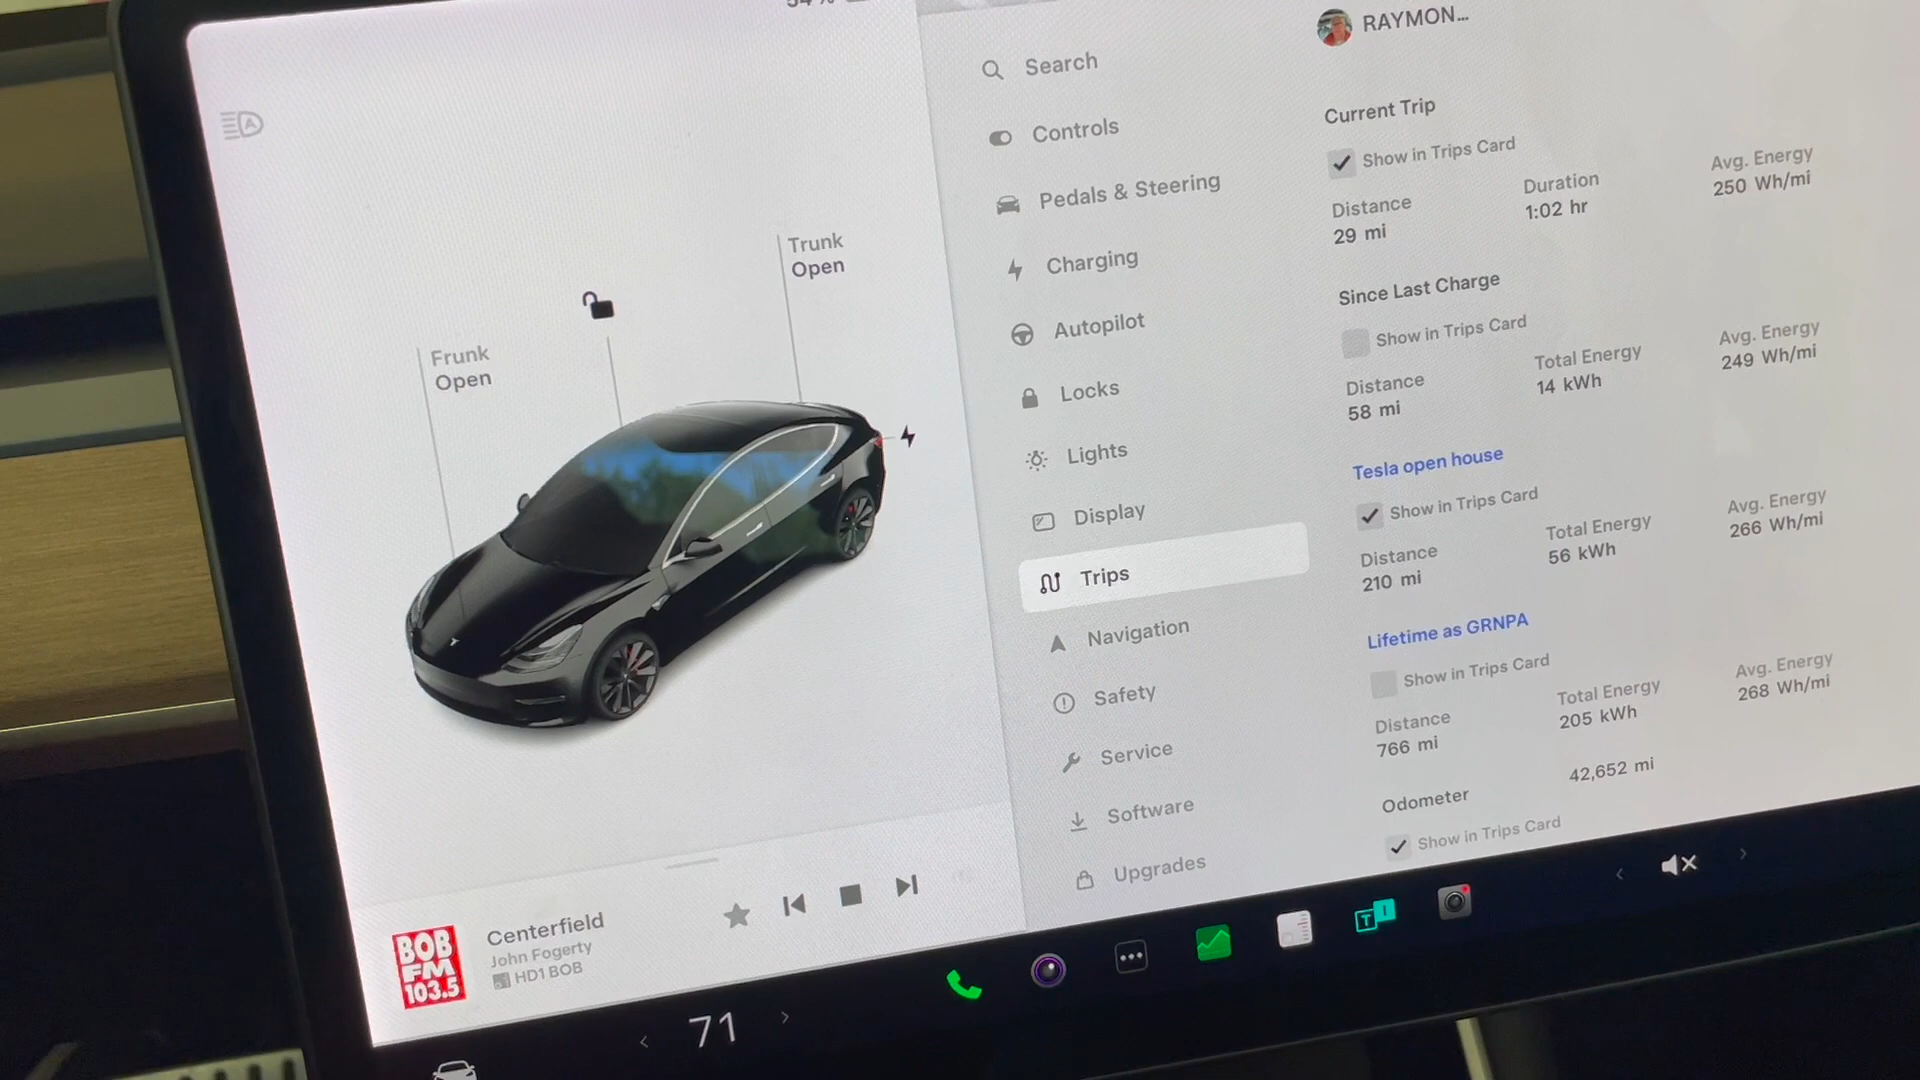 RAYMON...
Search
Controls
Pedals & Steering
Charging
Autopilot
Locks
Lights
Display
Trips
Navigation
Safety
Service
Software
Upgrades
Current Trip
Show in Trips Card
Distance
29 mi
Duration
1:02 hr
Avg. Energy
250 Wh/mi
Since Last Charge
Show in Trips Card
Distance
58 mi
Total Energy
14 kWh
Avg. Energy
249 Wh/mi
Tesla open house
Show in Trips Card
Distance
210 mi
Total Energy
56 kWh
Avg. Energy
266 Wh/mi
Lifetime as GRNPA
Show in Trips Card
Distance
766 mi
Total Energy
205 kWh
Avg. Energy
268 Wh/mi
Odometer
42,652 mi
Show in Trips Card
A
Trunk
Open
Frunk
Open
BOB
FM
103.5
Centerfield
John Fogerty
HD1 BOB
71
T I